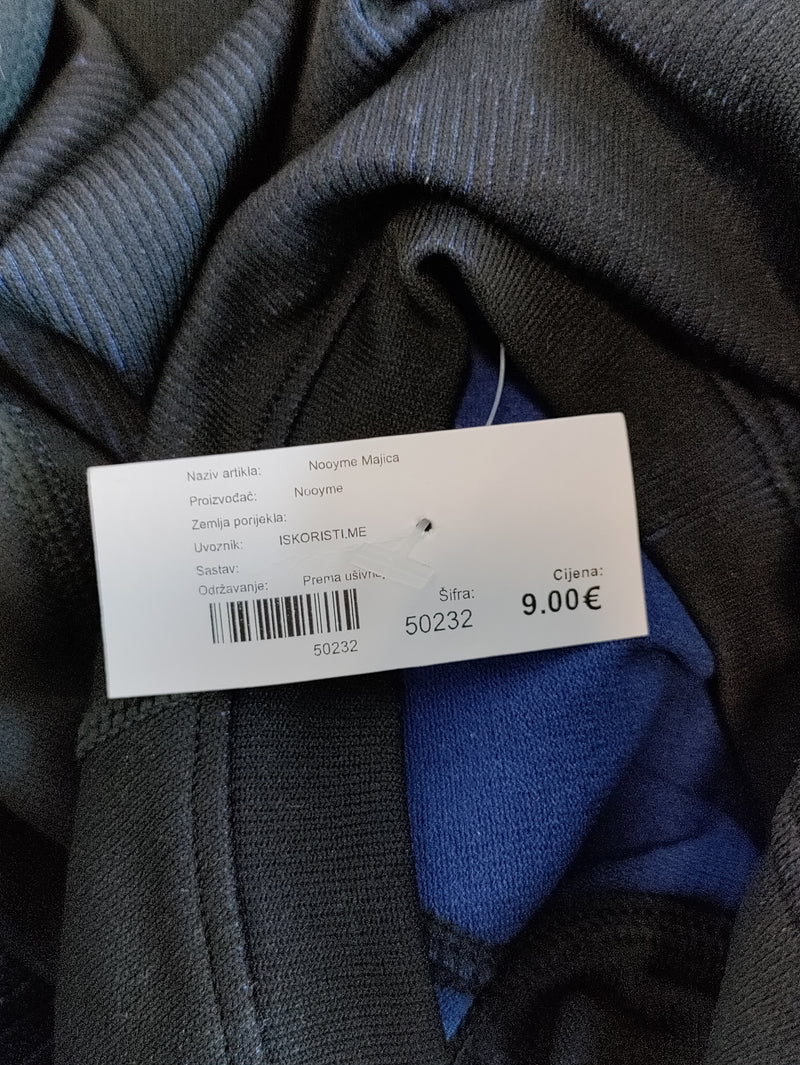 Naziv artikla: Nooyme Majica
Proizvođač: Nooyme
Zemlja porijekla:
Uvoznik: ISKORISTI.ME
Sastav:
Održavanje: Prema
50232
Šifra:
50232
Cijena:
9.00€